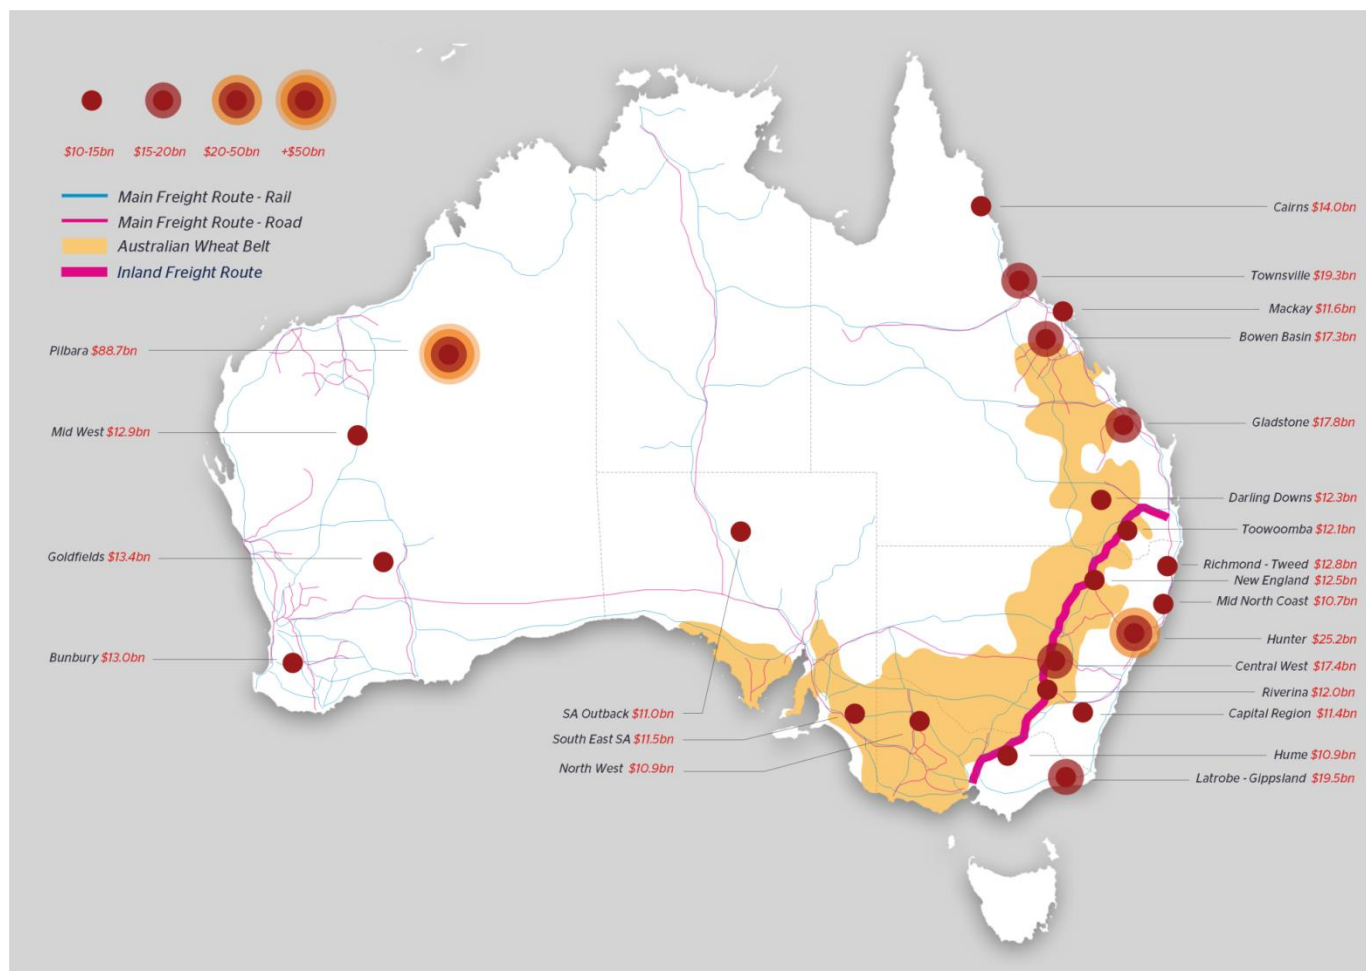 $10-15bn $15-20bn $20-50bn +$50bn
Main Freight Route - Rail
Main Freight Route - Road
Australian Wheat Belt
Inland Freight Route
Pilbara $88.7bn
Mid West $12.9bn
Goldfields $13.4bn
Bunbury $13.0bn
SA Outback $11.0bn
South East SA $11.5bn
North West $10.9bn
Cairns $14.0bn
Townsville $19.3bn
Mackay $11.6bn
Bowen Basin $17.3bn
Gladstone $17.8bn
Darling Downs $12.3bn
Toowoomba $12.1bn
Richmond - Tweed $12.8bn
New England $12.5bn
Mid North Coast $10.7bn
Hunter $25.2bn
Central West $17.4bn
Riverina $12.0bn
Capital Region $11.4bn
Hume $10.9bn
Latrobe - Gippsland $19.5bn